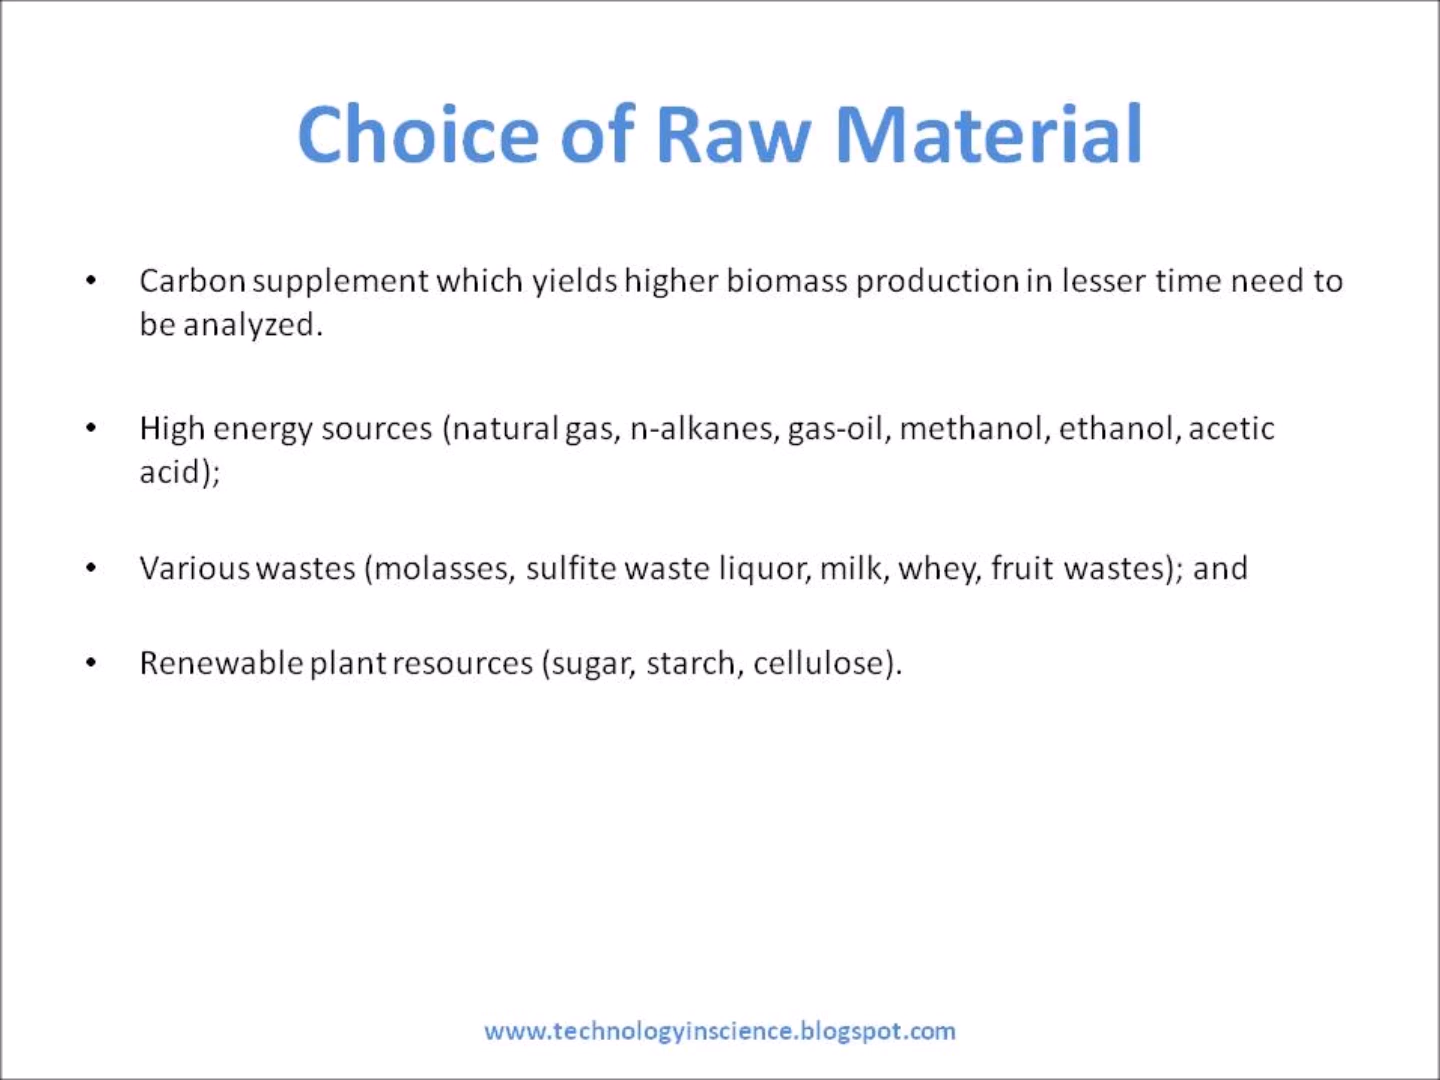 Choice of Raw Material
• Carbon supplement which yields higher biomass production in lesser time need to
be analyzed.
• High energy sources (natural gas, n-alkanes, gas-oil, methanol, ethanol, acetic
acid);
• Various wastes (molasses, sulfite waste liquor, milk, whey, fruit wastes); and
• Renewable plant resources (sugar, starch, cellulose).
www.technologyinscience.blogspot.com